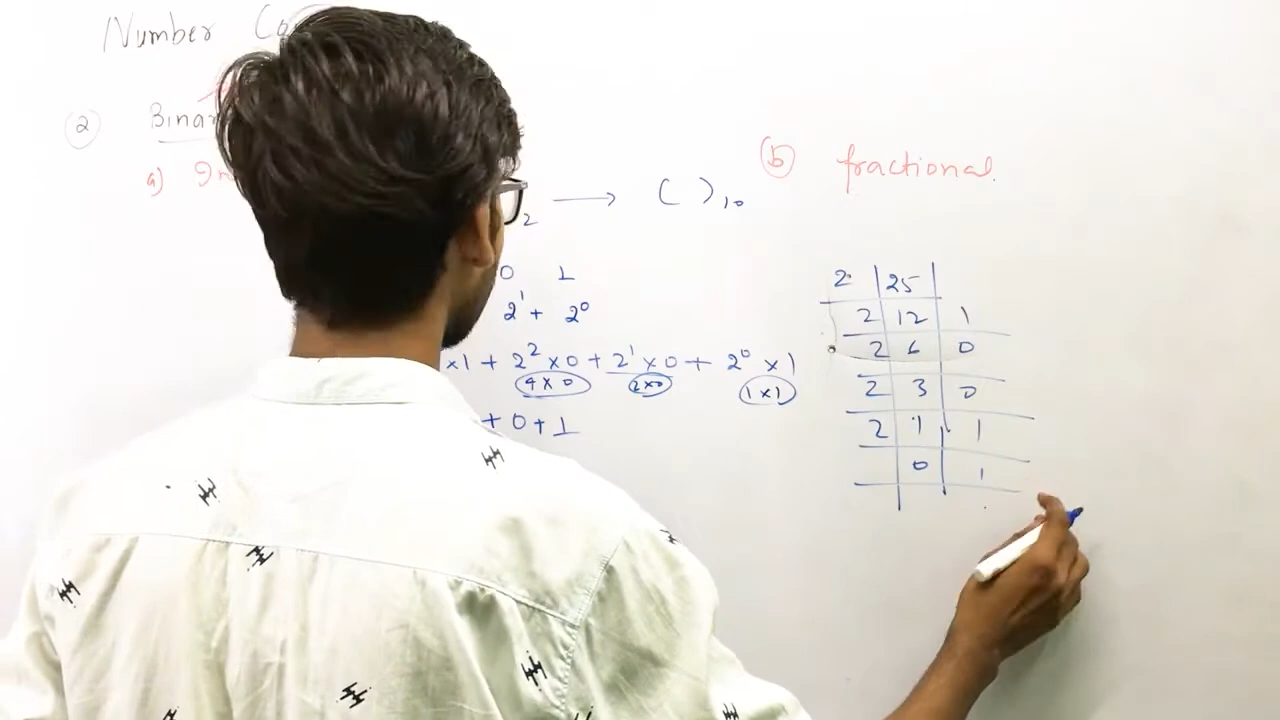 Number
② Binar
a)
2 → ( )10
0 1
2¹ + 2⁰
×1 + 2² ×0 + 2¹ ×0 + 2⁰ ×1
4×0 2×0 1×1
+ 0 + 1
ⓑ fractional.
2 25
2 12 1
2 6 0
2 3 0
2 1 1
0 1